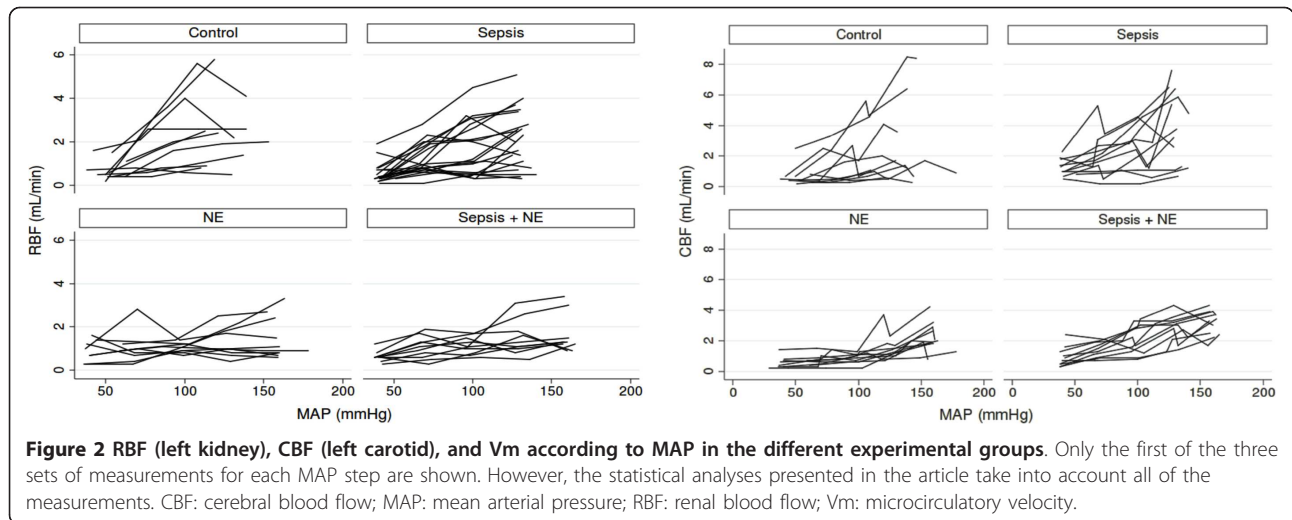 Control Sepsis
RBF (mL/min)
0 2 4 6
NE Sepsis + NE
0 2 4 6
50 100 150 200 50 100 150 200
MAP (mmHg)
Control Sepsis
CBF (mL/min)
0 2 4 6 8
NE Sepsis + NE
0 2 4 6 8
0 50 100 150 200 0 50 100 150 200
MAP (mmHg)
Figure 2 RBF (left kidney), CBF (left carotid), and Vm according to MAP in the different experimental groups. Only the first of the three
sets of measurements for each MAP step are shown. However, the statistical analyses presented in the article take into account all of the
measurements. CBF: cerebral blood flow; MAP: mean arterial pressure; RBF: renal blood flow; Vm: microcirculatory velocity.